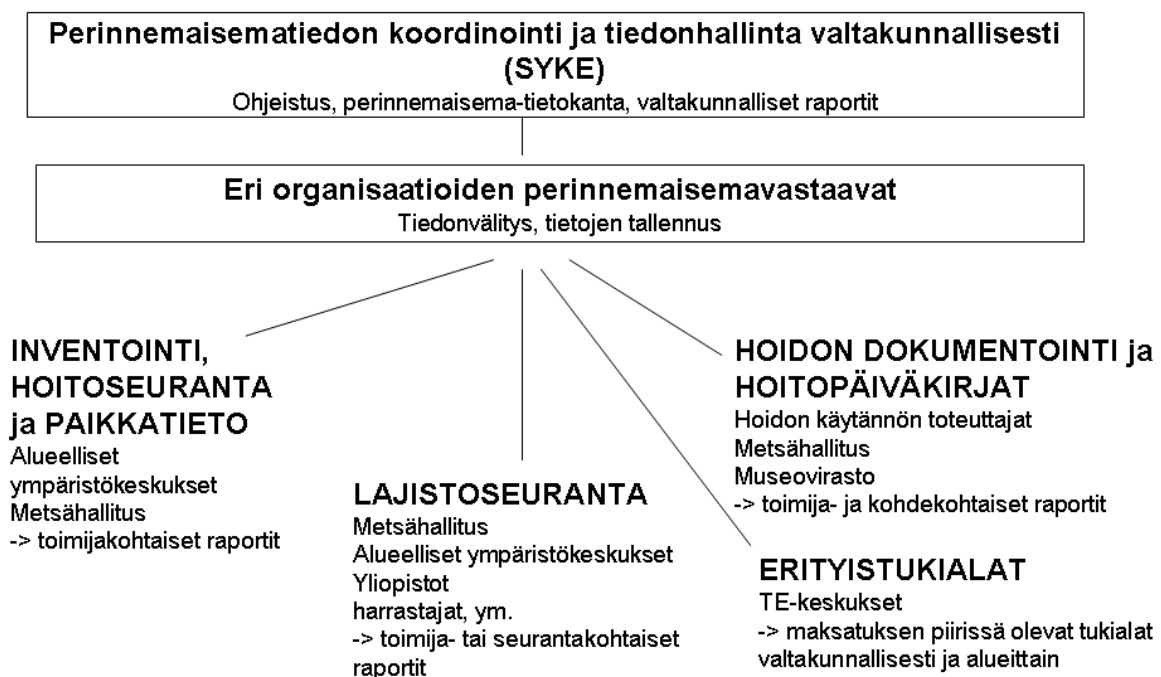 Perinnemaisematiedon koordinointi ja tiedonhallinta valtakunnallisesti
(SYKE)
Ohjeistus, perinnemaisema-tietokanta, valtakunnalliset raportit
Eri organisaatioiden perinnemaisemavastaavat
Tiedonvälitys, tietojen tallennus
INVENTOINTI,
HOITOSEURANTA
ja PAIKKATIETO
Alueelliset
ympäristökeskukset
Metsähallitus
-> toimijakohtaiset raportit
LAJISTOSEURANTA
Metsähallitus
Alueelliset ympäristökeskukset
Yliopistot
harrastajat, ym.
-> toimija- tai seurantakohtaiset
raportit
HOIDON DOKUMENTOINTI ja
HOITOPÄIVÄKIRJAT
Hoidon käytännön toteuttajat
Metsähallitus
Museovirasto
-> toimija- ja kohdekohtaiset raportit
ERITYISTUKIALAT
TE-keskukset
-> maksatuksen piirissä olevat tukialat
valtakunnallisesti ja alueittain